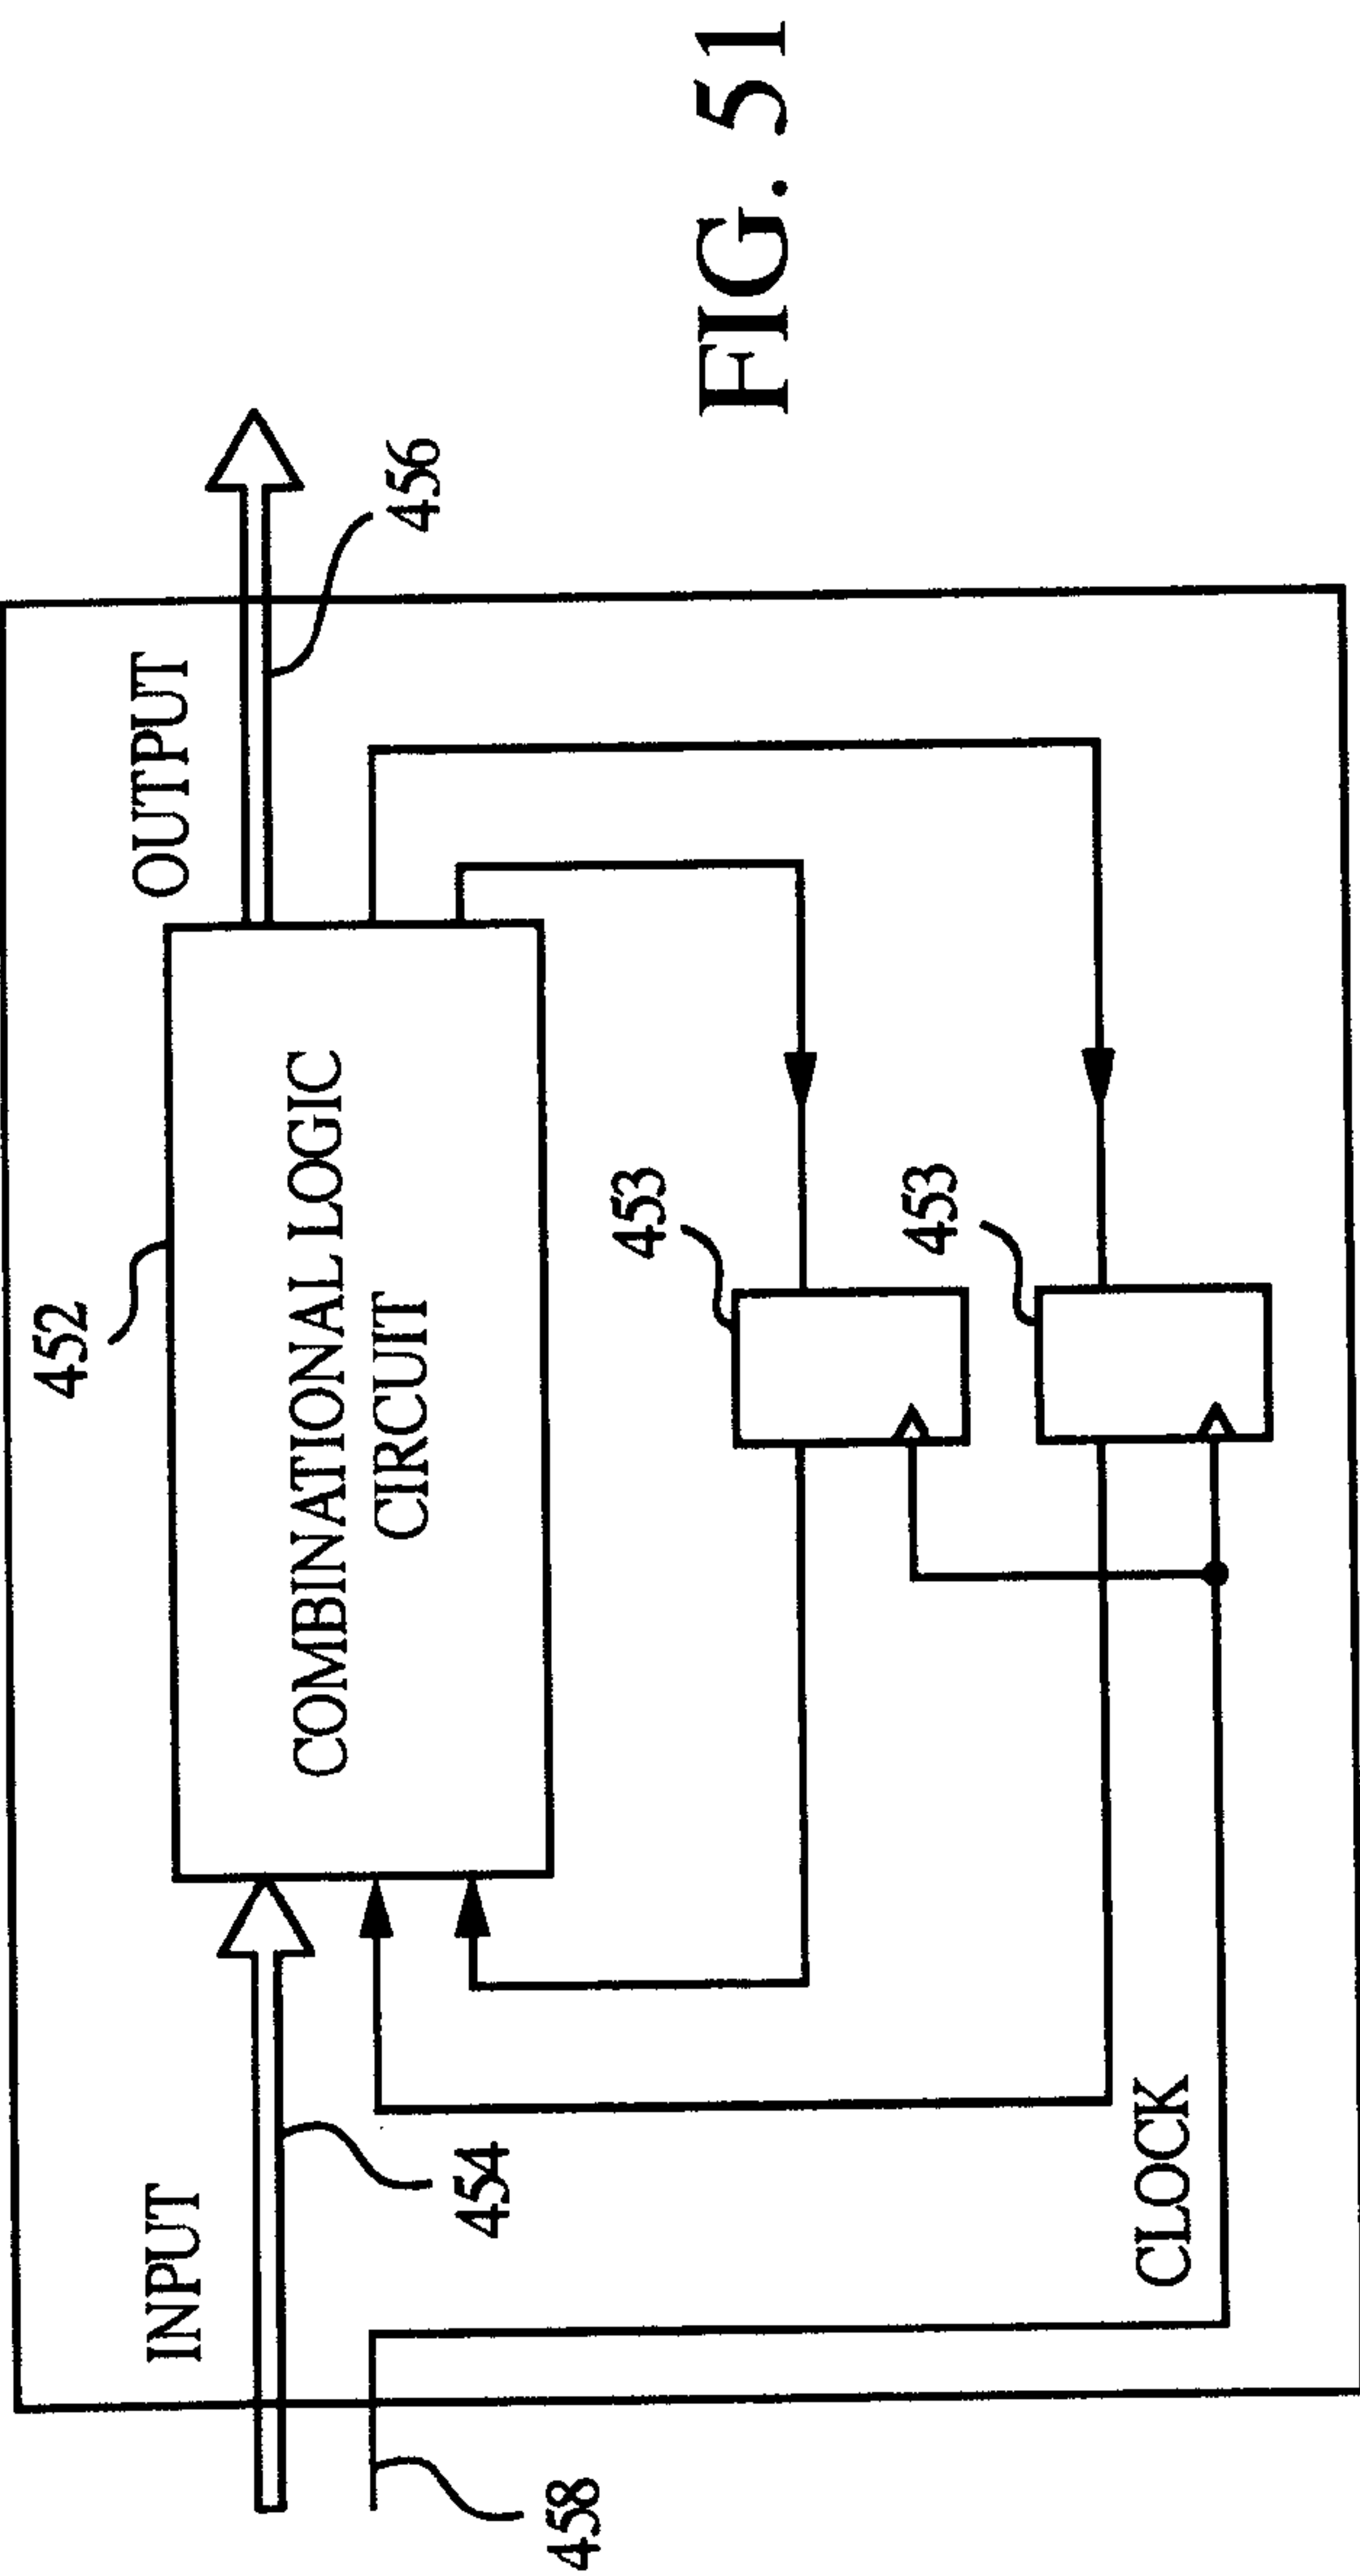 452
INPUT
OUTPUT
COMBINATIONAL LOGIC
CIRCUIT
454
456
458
453
453
CLOCK
FIG. 51